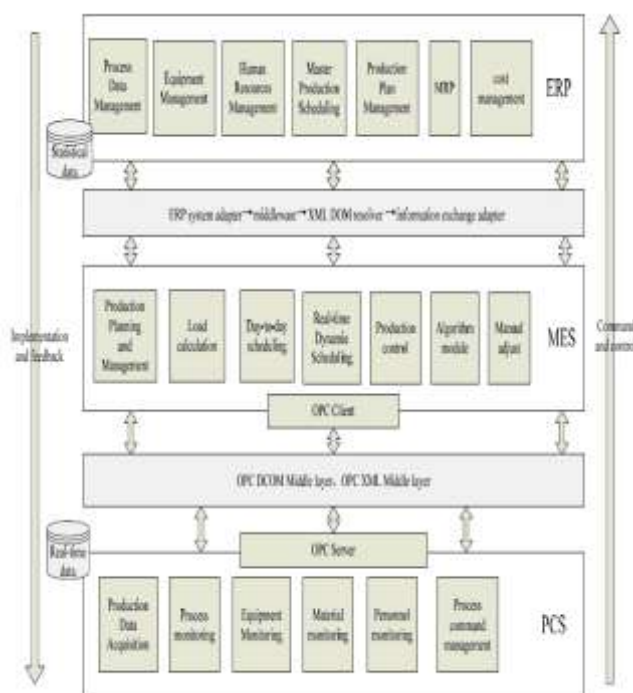 Process
Data
Management
Equipment
Management
Human
Resources
Management
Master
Production
Scheduling
Production
Plan
Management
MRP
cost
management
ERP
Statistical
data
ERP system adapter→middleware→XML DOM resolver→information exchange adapter
Implementation
and feedback
Production
Planning
and
Management
Load
calculation
Day-to-day
scheduling
Real-time
Dynamic
Scheduling
Production
control
Algorithm
module
Manual
adjust
MES
Comman
and contro
OPC Client
OPC DCOM Middle layer、OPC XML Middle layer
Real-time
data
OPC Server
Production
Data
Acquisition
Process
monitoring
Equipment
Monitoring
Material
monitoring
Personnel
monitoring
Process
command
management
PCS